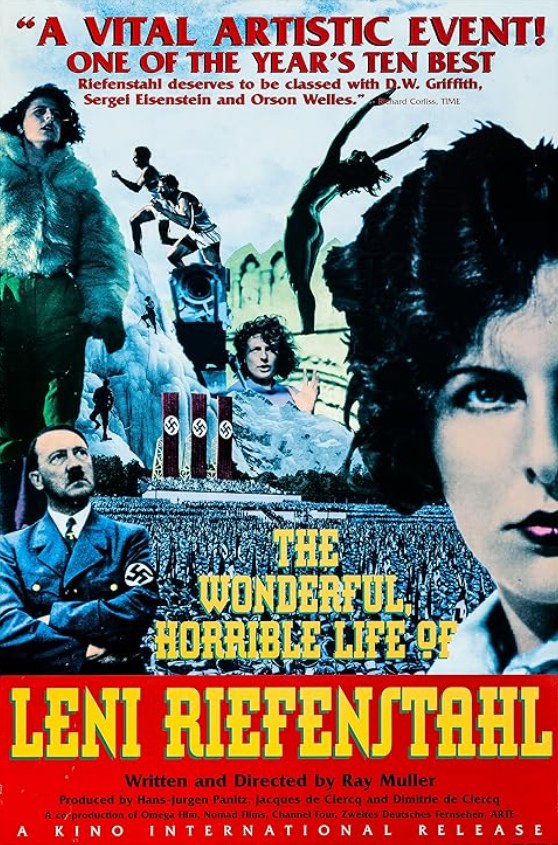 “A VITAL ARTISTIC EVENT!
ONE OF THE YEAR'S TEN BEST
Riefenstahl deserves to be classed with D.W. Griffith,
Sergei Eisenstein and Orson Welles.”
Richard Corliss, TIME
THE
WONDERFUL,
HORRIBLE LIFE OF
LENI RIEFENSTAHL
Written and Directed by Ray Muller
Produced by Hans-Jurgen Panitz, Jacques de Clercq and Dimitrie de Clercq
A co-production of Omega Film, Nomad Films, Channel Four, Zweites Deutsches Fernsehen, ARTE
A KINO INTERNATIONAL RELEASE